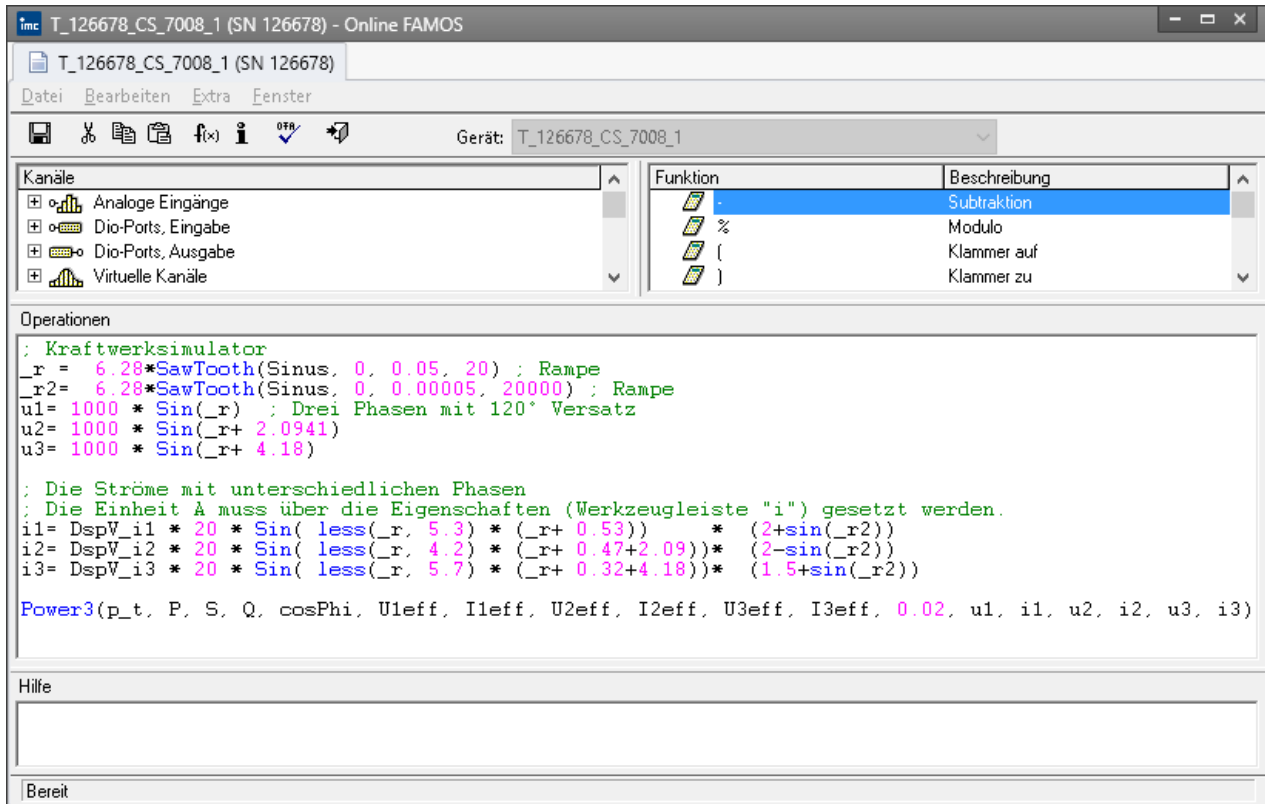 imc T_126678_CS_7008_1 (SN 126678) - Online FAMOS
T_126678_CS_7008_1 (SN 126678)
Datei Bearbeiten Extra Fenster
f(x) i OFA Gerät: T_126678_CS_7008_1
Kanäle
Analoge Eingänge
Dio-Ports, Eingabe
Dio-Ports, Ausgabe
Virtuelle Kanäle
Funktion Beschreibung
- Subtraktion
% Modulo
( Klammer auf
) Klammer zu
Operationen
; Kraftwerksimulator
_r =  6.28*SawTooth(Sinus, 0, 0.05, 20) ; Rampe
_r2=  6.28*SawTooth(Sinus, 0, 0.00005, 20000) ; Rampe
u1= 1000 * Sin(_r)  ; Drei Phasen mit 120° Versatz
u2= 1000 * Sin(_r+ 2.0941)
u3= 1000 * Sin(_r+ 4.18)
; Die Ströme mit unterschiedlichen Phasen
; Die Einheit A muss über die Eigenschaften (Werkzeugleiste "i") gesetzt werden.
i1= DspV_i1 * 20 * Sin( less(_r, 5.3) * (_r+ 0.53))     *  (2+sin(_r2))
i2= DspV_i2 * 20 * Sin( less(_r, 4.2) * (_r+ 0.47+2.09))*  (2-sin(_r2))
i3= DspV_i3 * 20 * Sin( less(_r, 5.7) * (_r+ 0.32+4.18))*  (1.5+sin(_r2))
Power3(p_t, P, S, Q, cosPhi, U1eff, I1eff, U2eff, I2eff, U3eff, I3eff, 0.02, u1, i1, u2, i2, u3, i3)
Hilfe
Bereit